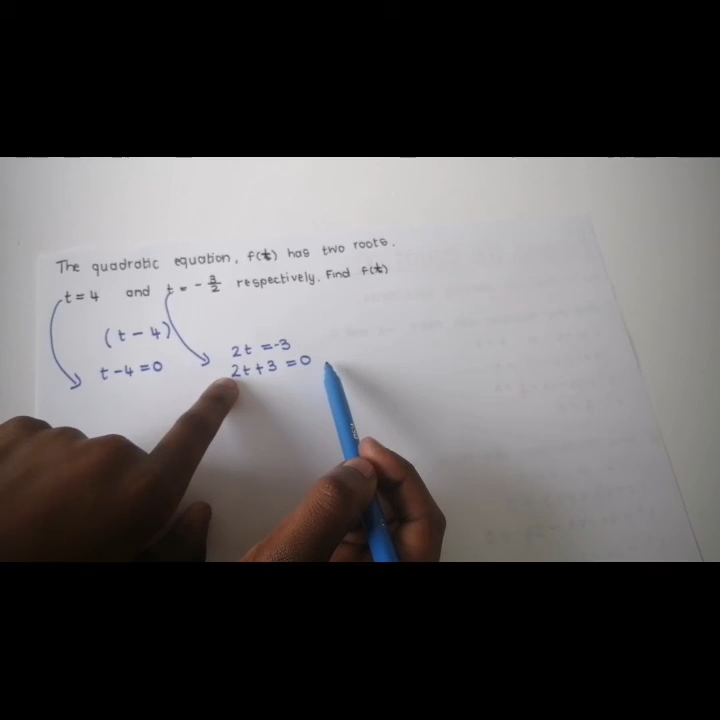 The quadratic equation, f(t) has two roots.
t = 4 and t = - 3/2 respectively. Find f(t)
(t - 4)
2t = -3
t - 4 = 0
2t + 3 = 0